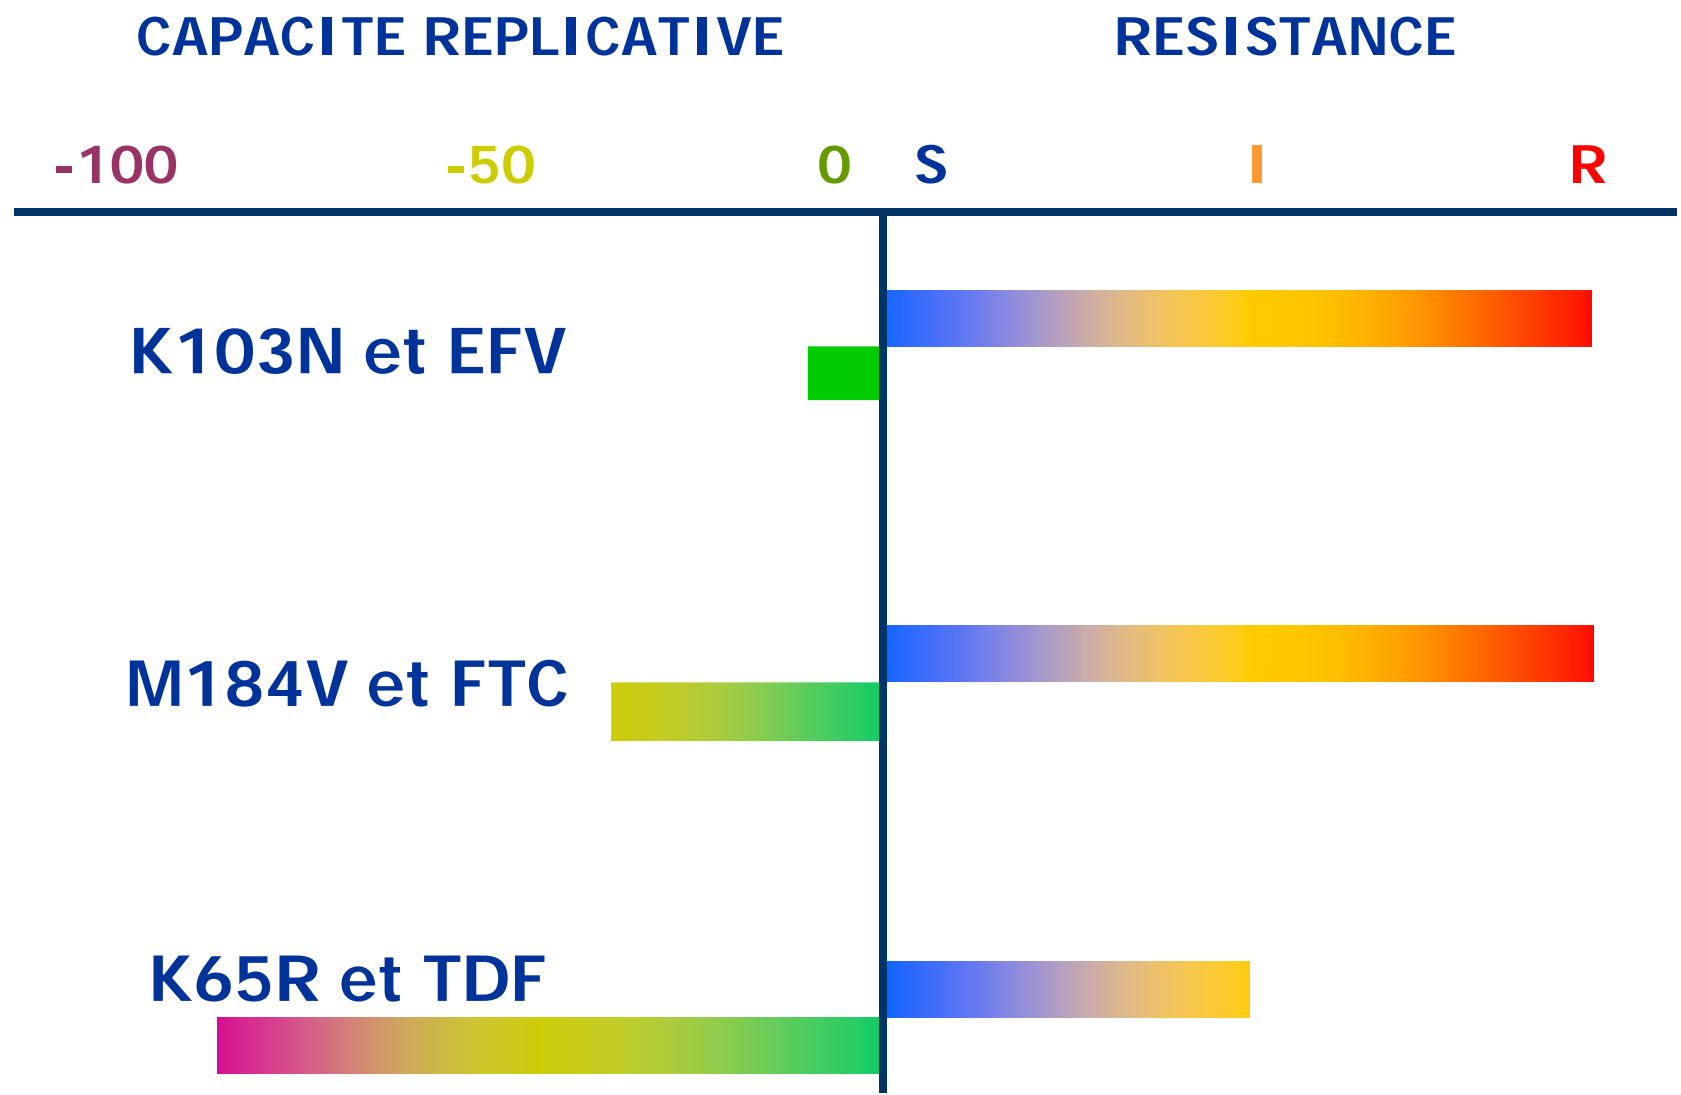 CAPACITE REPLICATIVE RESISTANCE
-100 -50 0 S I R
K103N et EFV
M184V et FTC
K65R et TDF